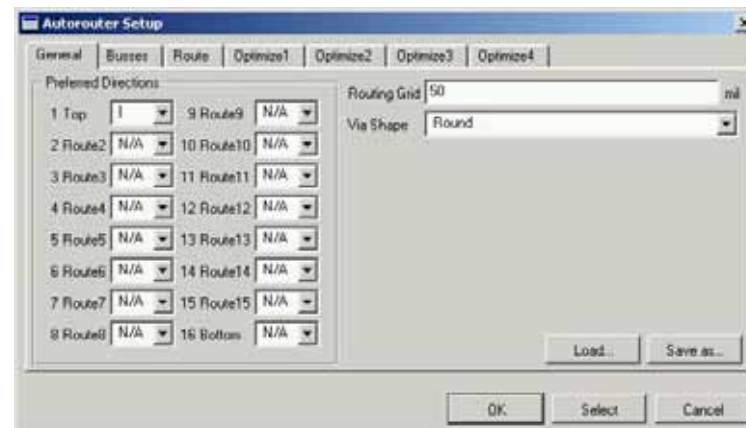 Autorouter Setup
General Busses Route Optimize1 Optimize2 Optimize3 Optimize4
Preferred Directions
1 Top | 9 Route9 N/A
2 Route2 N/A 10 Route10 N/A
3 Route3 N/A 11 Route11 N/A
4 Route4 N/A 12 Route12 N/A
5 Route5 N/A 13 Route13 N/A
6 Route6 N/A 14 Route14 N/A
7 Route7 N/A 15 Route15 N/A
8 Route8 N/A 16 Bottom N/A
Routing Grid 50 mil
Via Shape Round
Load... Save as...
OK Select Cancel